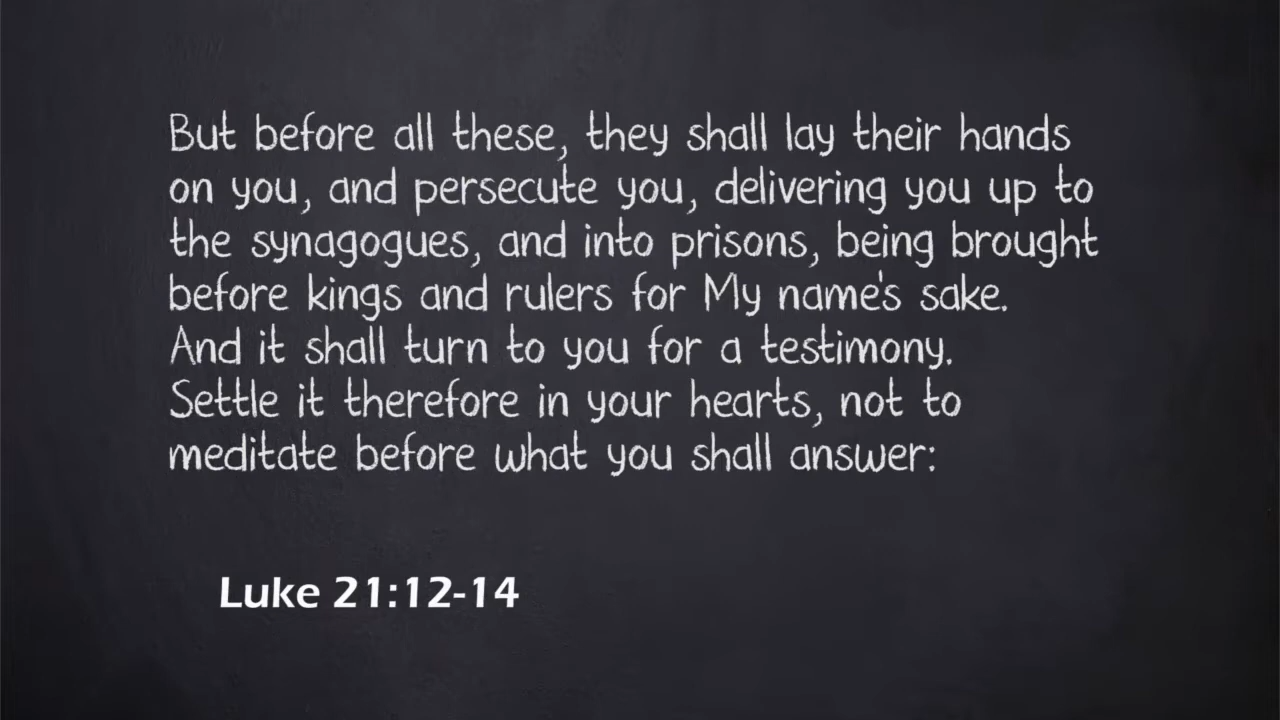 But before all these, they shall lay their hands
on you, and persecute you, delivering you up to
the synagogues, and into prisons, being brought
before kings and rulers for My name's sake.
And it shall turn to you for a testimony.
Settle it therefore in your hearts, not to
meditate before what you shall answer:
Luke 21:12-14